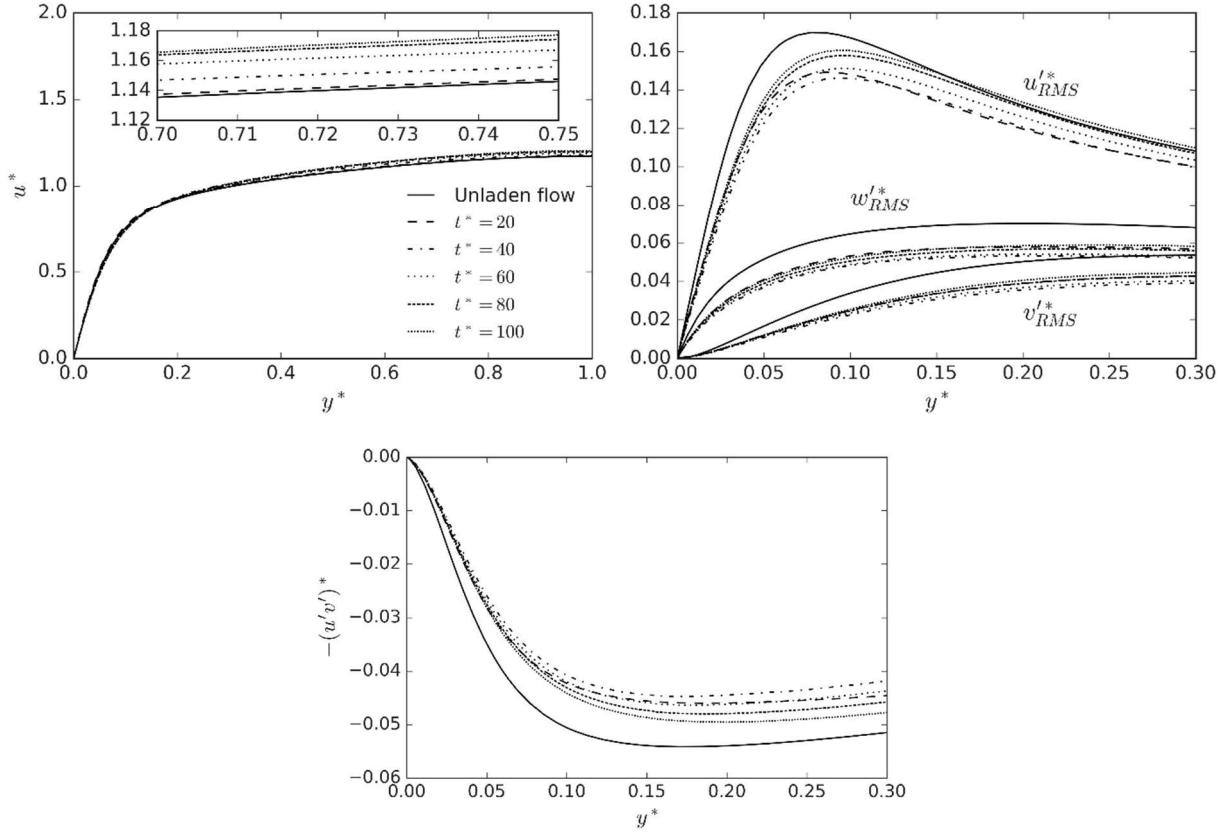 2.0
1.5
1.0
0.5
0.0
u*
1.18
1.16
1.14
1.12
0.70 0.71 0.72 0.73 0.74 0.75
Unladen flow
t* = 20
t* = 40
t* = 60
t* = 80
t* = 100
0.0 0.2 0.4 0.6 0.8 1.0
y*
0.18
0.16
0.14
0.12
0.10
0.08
0.06
0.04
0.02
0.00
u′*RMS
w′*RMS
v′*RMS
0.00 0.05 0.10 0.15 0.20 0.25 0.30
y*
0.00
−0.01
−0.02
−0.03
−0.04
−0.05
−0.06
−(u′v′)*
0.00 0.05 0.10 0.15 0.20 0.25 0.30
y*